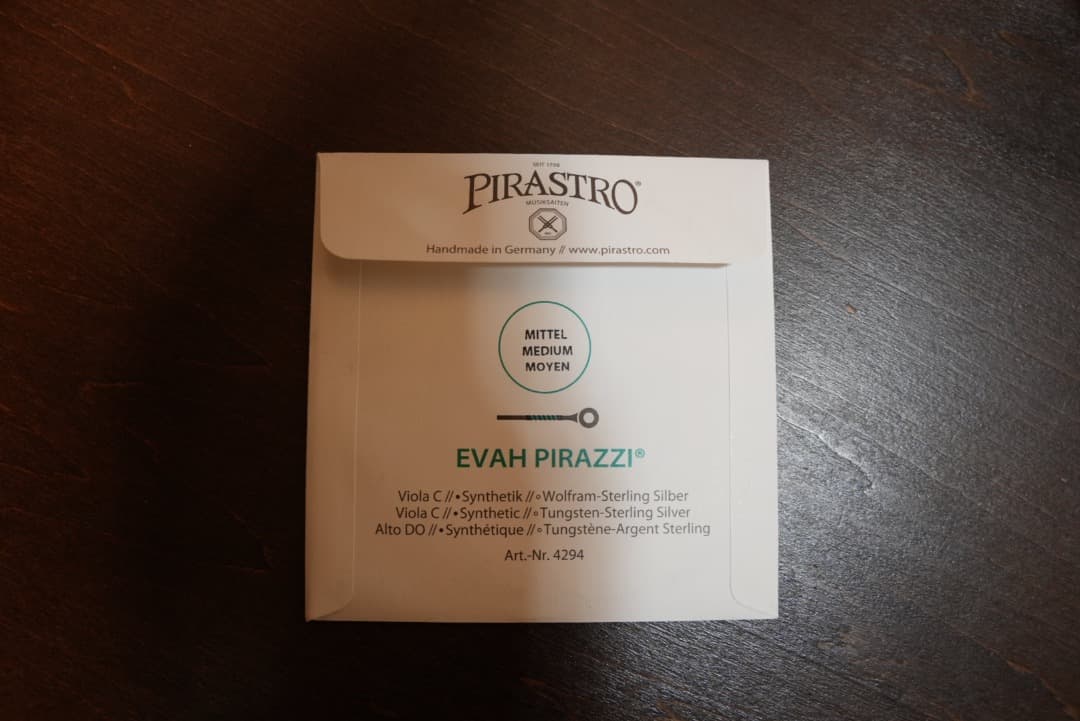 SEIT 1798
PIRASTRO®
MUSIKSAITEN
Handmade in Germany // www.pirastro.com
MITTEL
MEDIUM
MOYEN
EVAH PIRAZZI®
Viola C //•Synthetik //∘Wolfram-Sterling Silber
Viola C //•Synthetic //∘Tungsten-Sterling Silver
Alto DO //•Synthétique //∘Tungstène-Argent Sterling
Art.-Nr. 4294